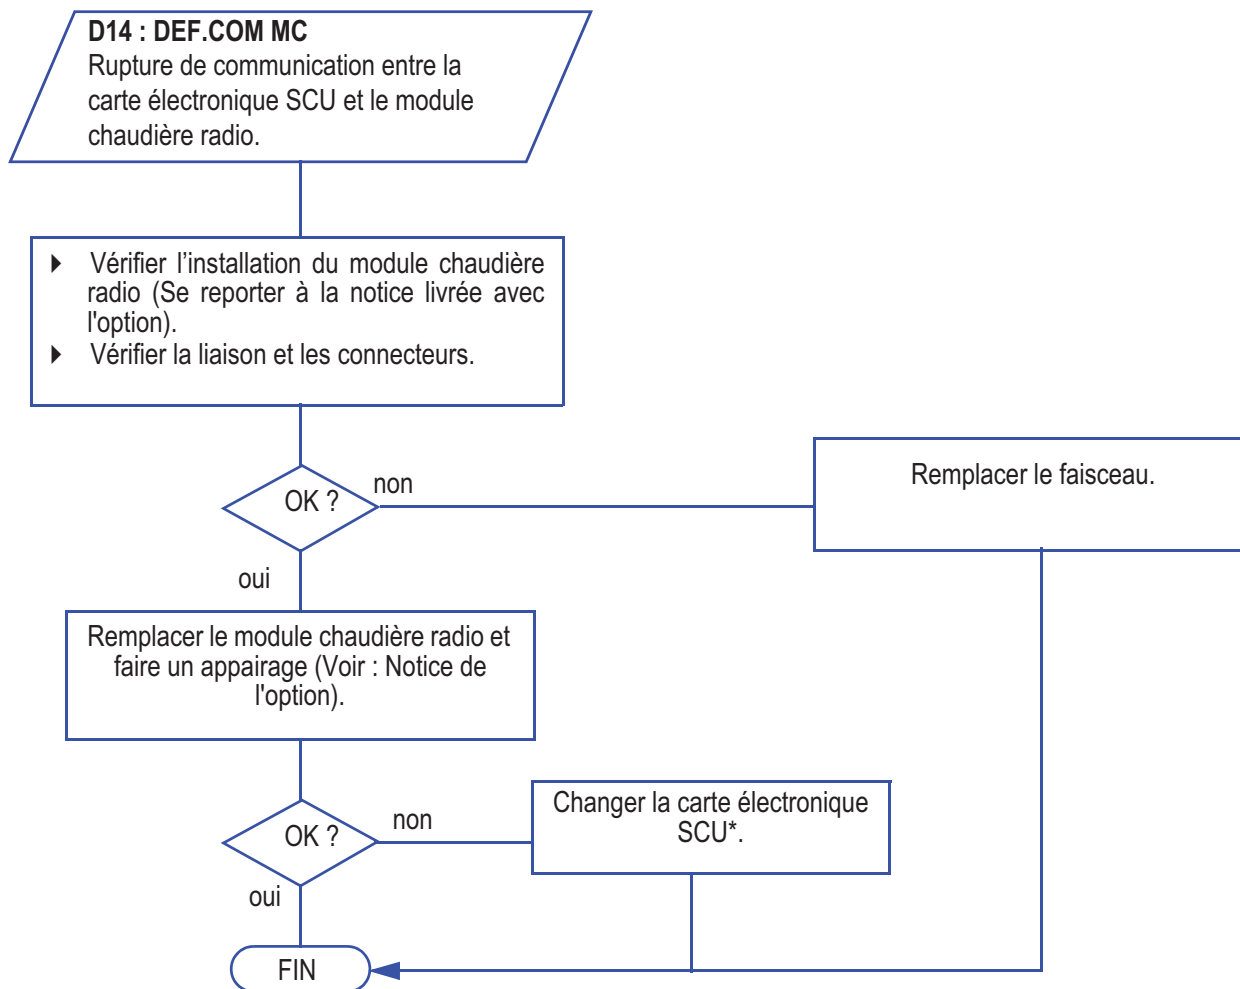 D14 : DEF.COM MC
Rupture de communication entre la
carte électronique SCU et le module
chaudière radio.
Vérifier l’installation du module chaudière
radio (Se reporter à la notice livrée avec
l'option).
Vérifier la liaison et les connecteurs.
OK ?
non
Remplacer le faisceau.
oui
Remplacer le module chaudière radio et
faire un appairage (Voir : Notice de
l'option).
OK ?
non
Changer la carte électronique
SCU*.
oui
FIN